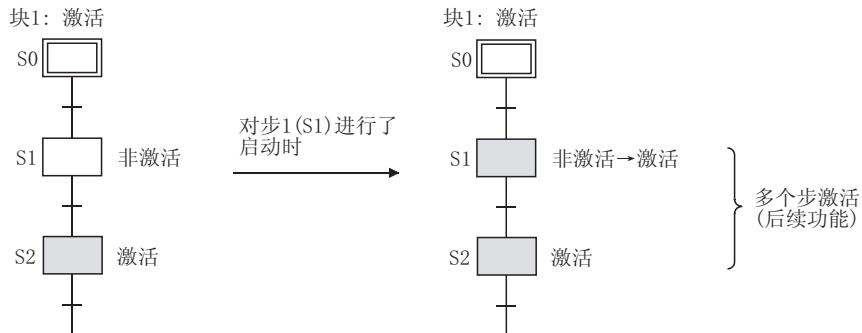 块1: 激活
块1: 激活
S0
S0
S1
非激活
对步1(S1)进行了
启动时
S1
非激活→激活
多个步激活
(后续功能)
S2
激活
S2
激活